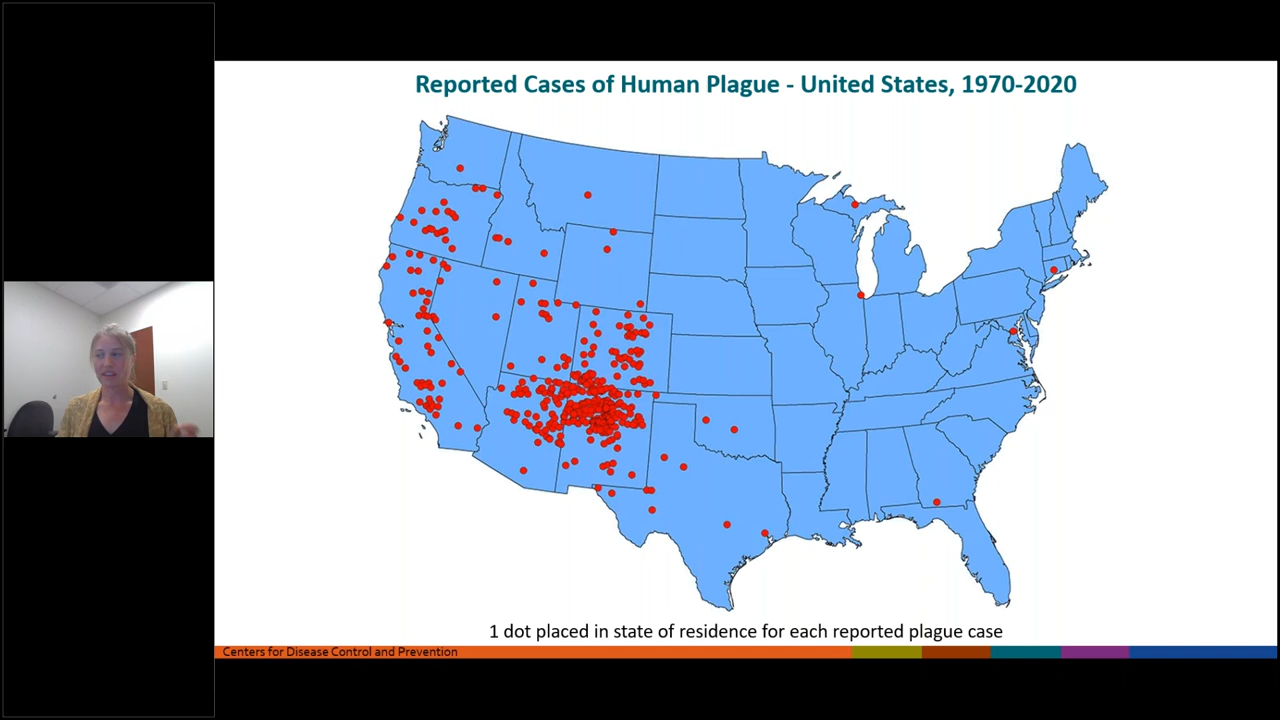 Reported Cases of Human Plague - United States, 1970-2020
1 dot placed in state of residence for each reported plague case
Centers for Disease Control and Prevention